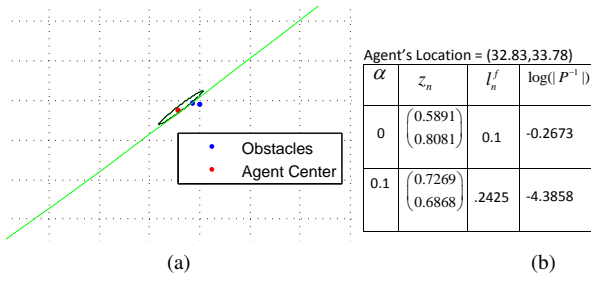 Obstacles
Agent Center
(a)
Agent's Location = (32.83,33.78)
α z_n l_n^f log(| P^{-1} |)
0 (0.5891 0.8081) 0.1 -0.2673
0.1 (0.7269 0.6868) .2425 -4.3858
(b)